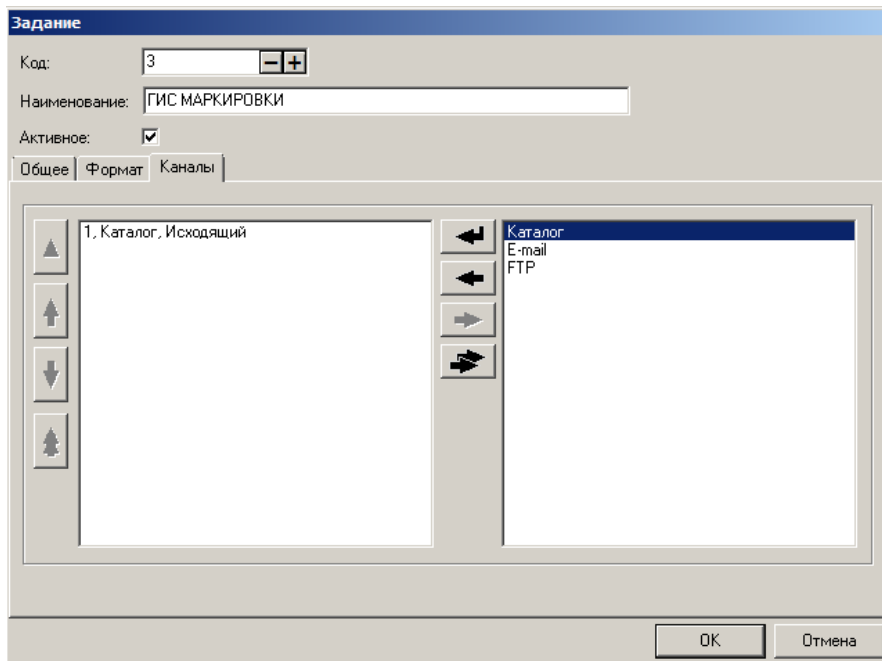 Задание
Код: 3
Наименование: ГИС МАРКИРОВКИ
Активное:
Общее Формат Каналы
1, Каталог, Исходящий
Каталог
E-mail
FTP
OK Отмена